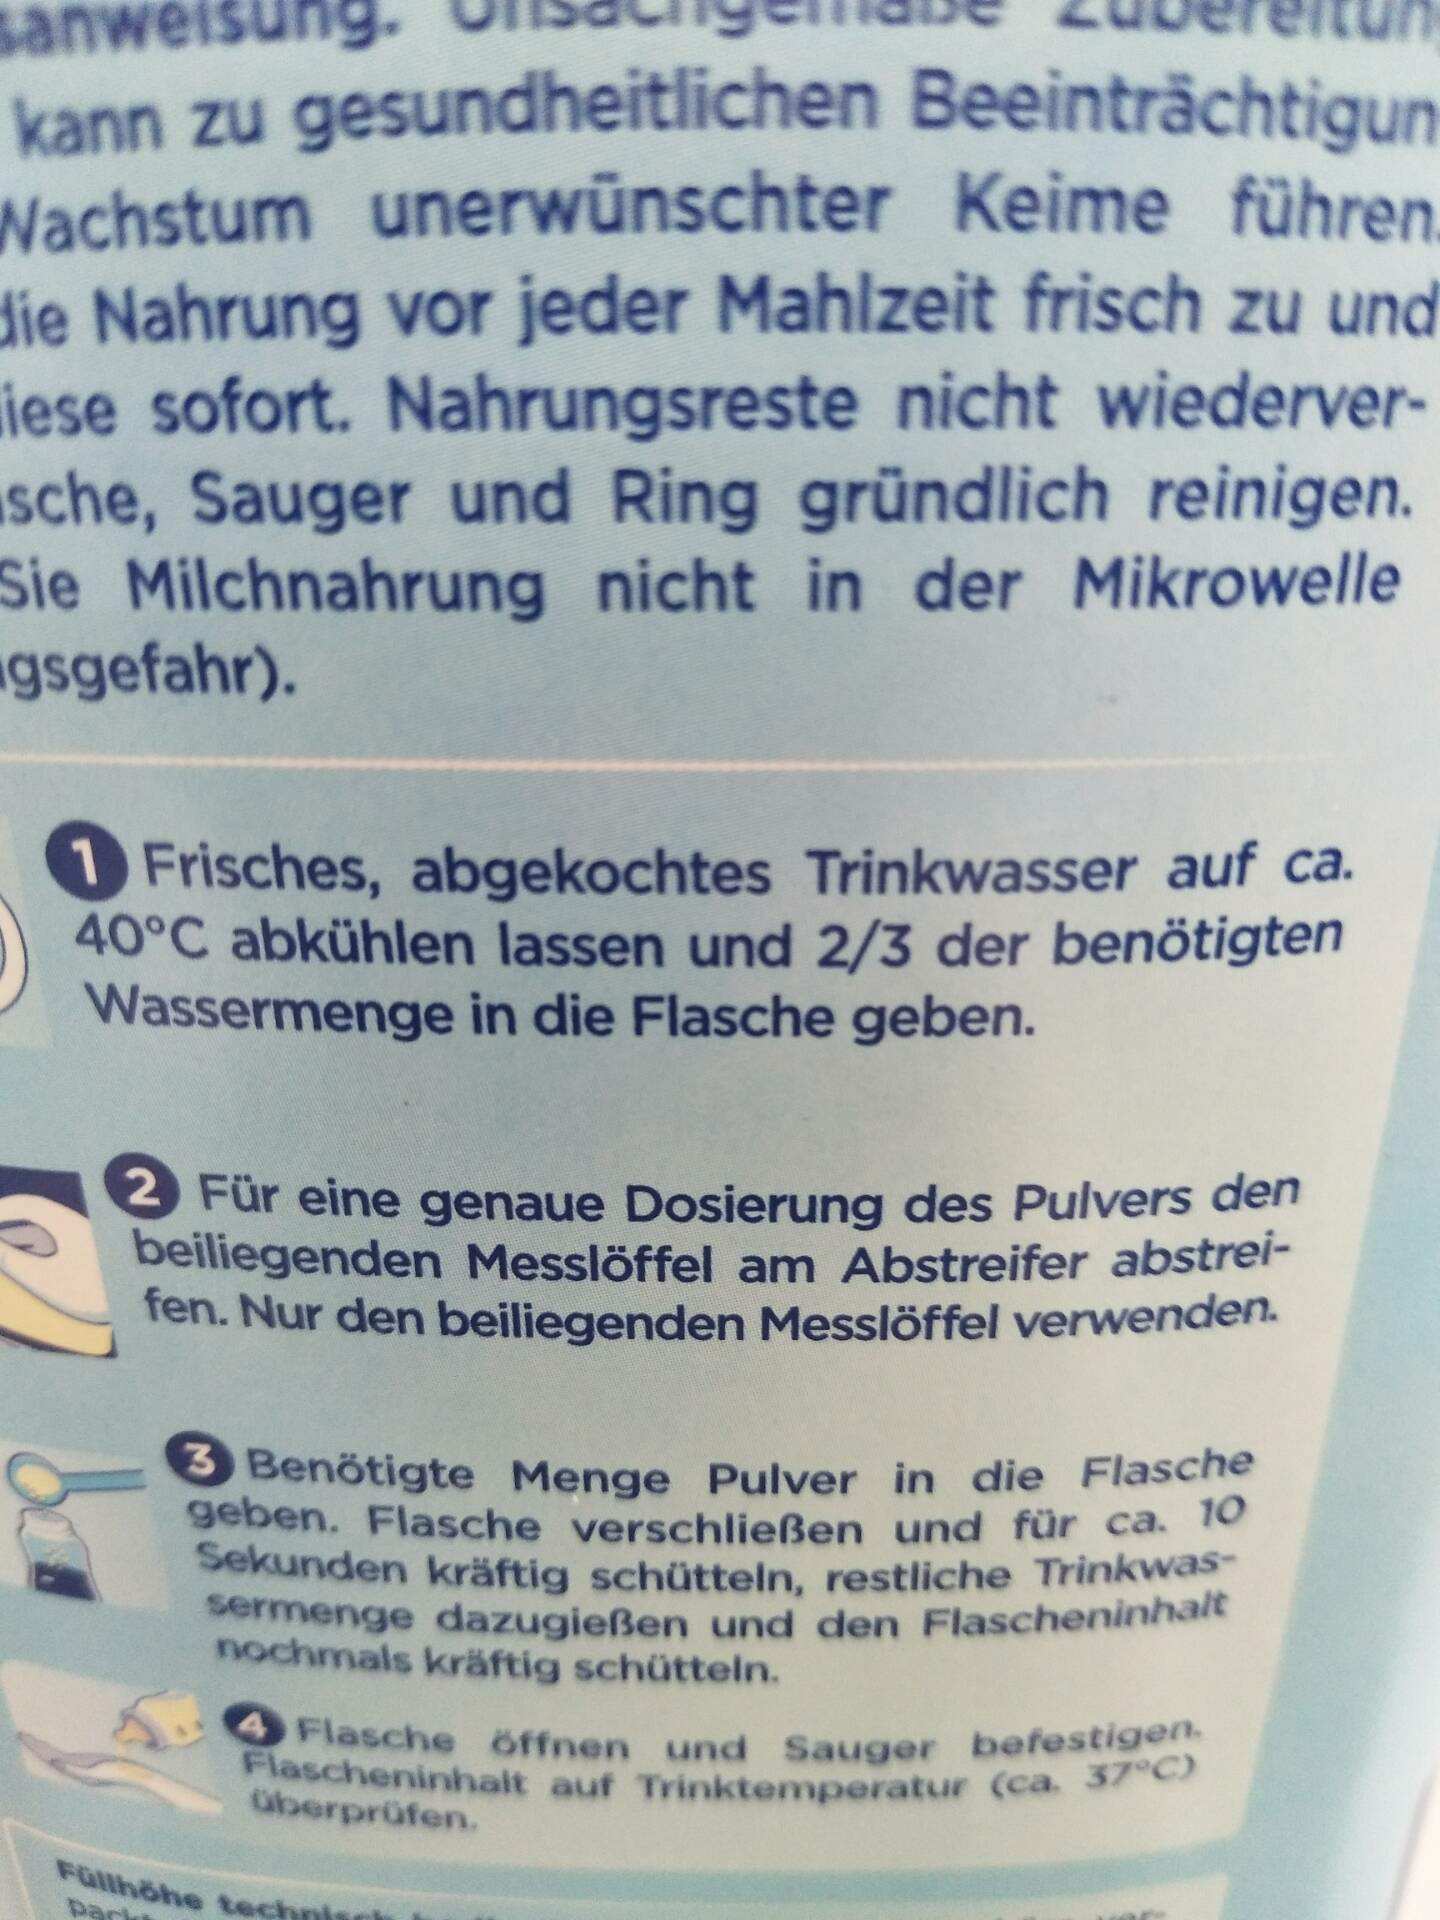 kann zu gesundheitlichen Beeinträchtigun
Wachstum unerwünschter Keime führen.
die Nahrung vor jeder Mahlzeit frisch zu und
diese sofort. Nahrungsreste nicht wiederver-
sche, Sauger und Ring gründlich reinigen.
Sie Milchnahrung nicht in der Mikrowelle
gsgefahr).
1 Frisches, abgekochtes Trinkwasser auf ca.
40°C abkühlen lassen und 2/3 der benötigten
Wassermenge in die Flasche geben.
2 Für eine genaue Dosierung des Pulvers den
beiliegenden Messlöffel am Abstreifer abstrei-
fen. Nur den beiliegenden Messlöffel verwenden.
3 Benötigte Menge Pulver in die Flasche
geben. Flasche verschließen und für ca. 10
Sekunden kräftig schütteln, restliche Trinkwas-
sermenge dazugießen und den Flascheninhalt
nochmals kräftig schütteln.
4 Flasche öffnen und Sauger befestigen.
Flascheninhalt auf Trinktemperatur (ca. 37°C)
überprüfen.
Füllhöhe